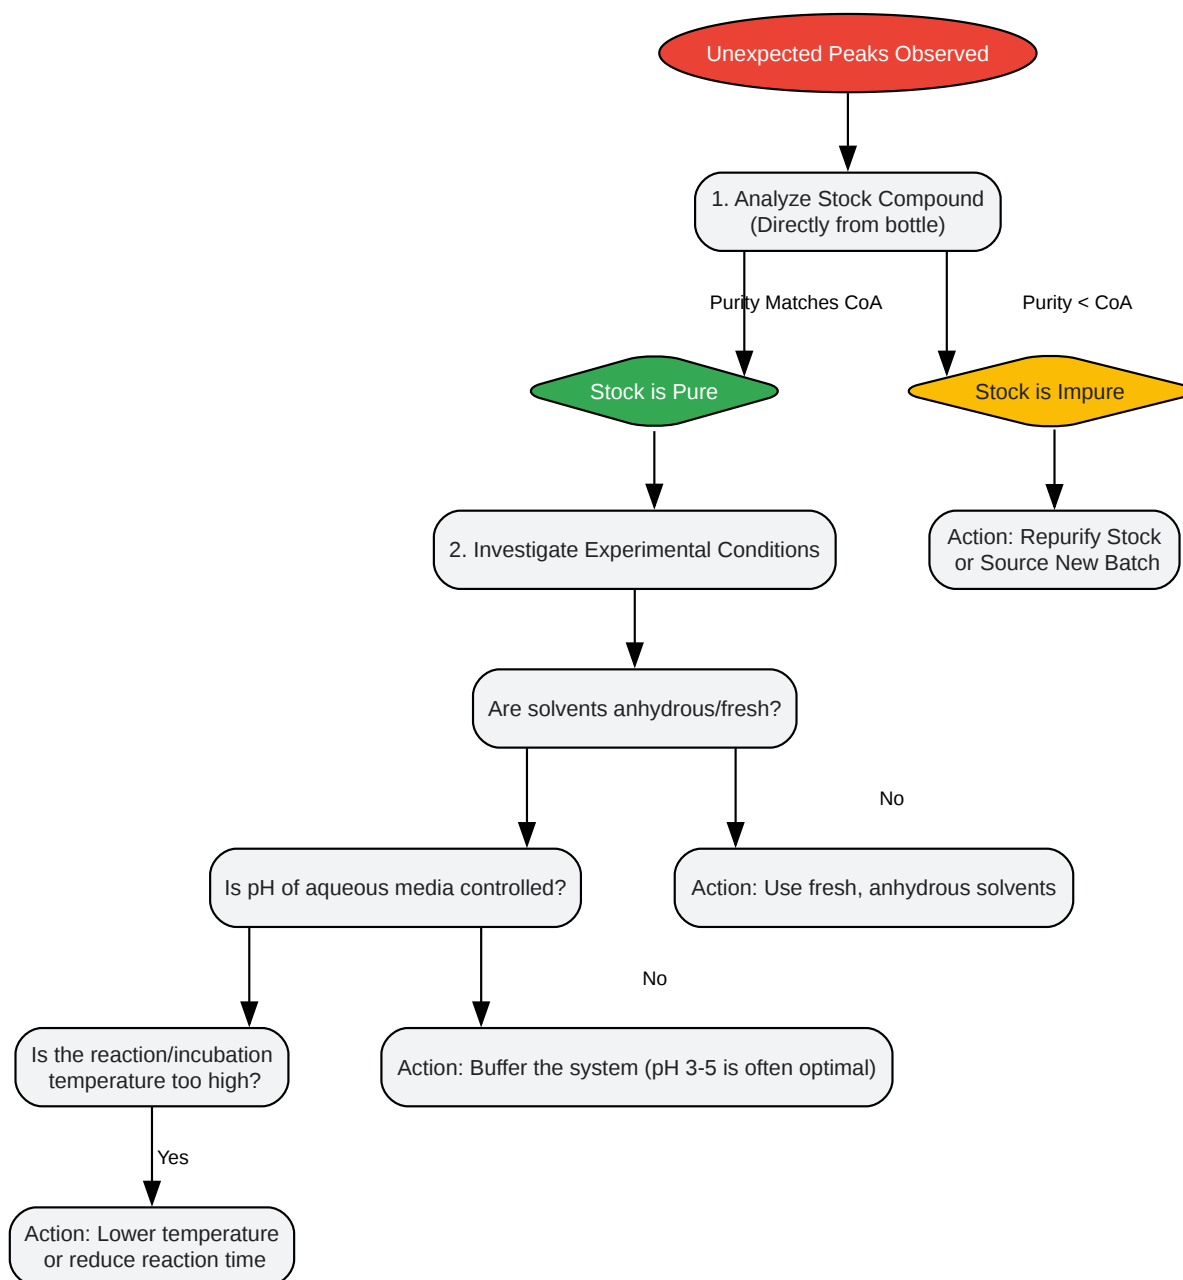 Unexpected Peaks Observed
1. Analyze Stock Compound
(Directly from bottle)
Purity Matches CoA
Purity < CoA
Stock is Pure
Stock is Impure
2. Investigate Experimental Conditions
Action: Repurify Stock
or Source New Batch
Are solvents anhydrous/fresh?
No
Is pH of aqueous media controlled?
Action: Use fresh, anhydrous solvents
No
Is the reaction/incubation
temperature too high?
Action: Buffer the system (pH 3-5 is often optimal)
Yes
Action: Lower temperature
or reduce reaction time